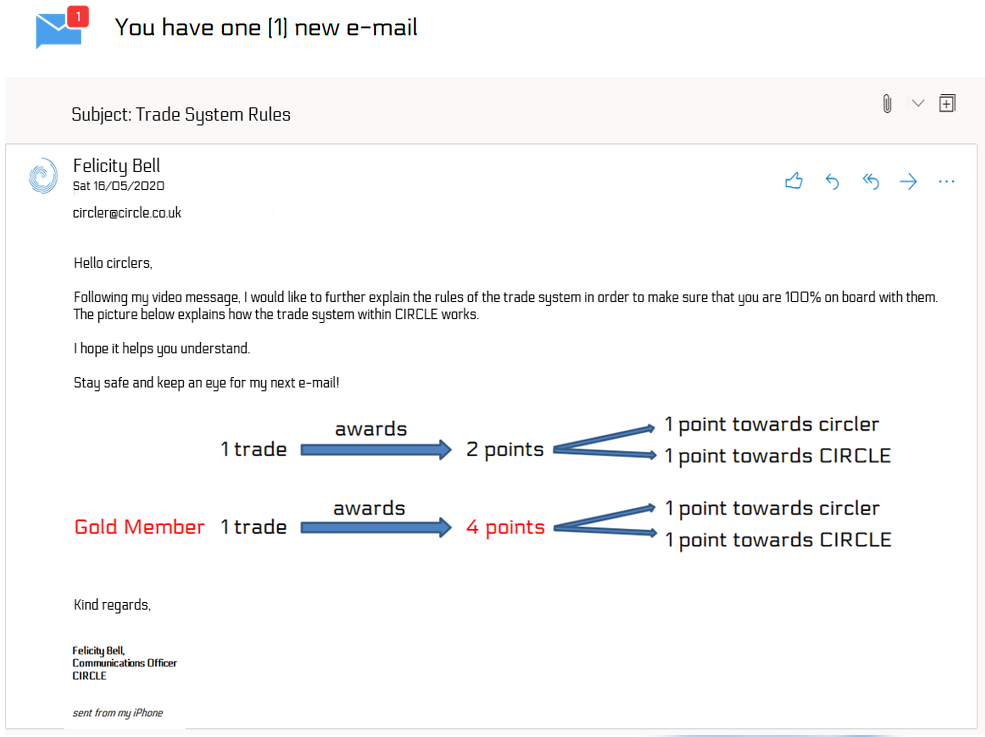 1
You have one (1) new e-mail
Subject: Trade System Rules
Felicity Bell
Sat 16/05/2020
circler@circle.co.uk
Hello circlers,
Following my video message, I would like to further explain the rules of the trade system in order to make sure that you are 100% on board with them.
The picture below explains how the trade system within CIRCLE works.
I hope it helps you understand.
Stay safe and keep an eye for my next e-mail!
1 trade awards 2 points 1 point towards circler
1 point towards CIRCLE
Gold Member 1 trade awards 4 points 1 point towards circler
1 point towards CIRCLE
Kind regards,
Felicity Bell,
Communications Officer
CIRCLE
sent from my iPhone